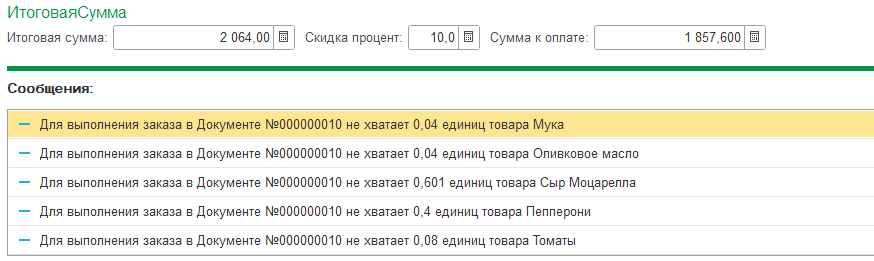 ИтоговаяСумма
Итоговая сумма: 2 064,00 Скидка процент: 10,0 Сумма к оплате: 1 857,600
Сообщения:
Для выполнения заказа в Документе №000000010 не хватает 0,04 единиц товара Мука
Для выполнения заказа в Документе №000000010 не хватает 0,04 единиц товара Оливковое масло
Для выполнения заказа в Документе №000000010 не хватает 0,601 единиц товара Сыр Моцарелла
Для выполнения заказа в Документе №000000010 не хватает 0,4 единиц товара Пепперони
Для выполнения заказа в Документе №000000010 не хватает 0,08 единиц товара Томаты